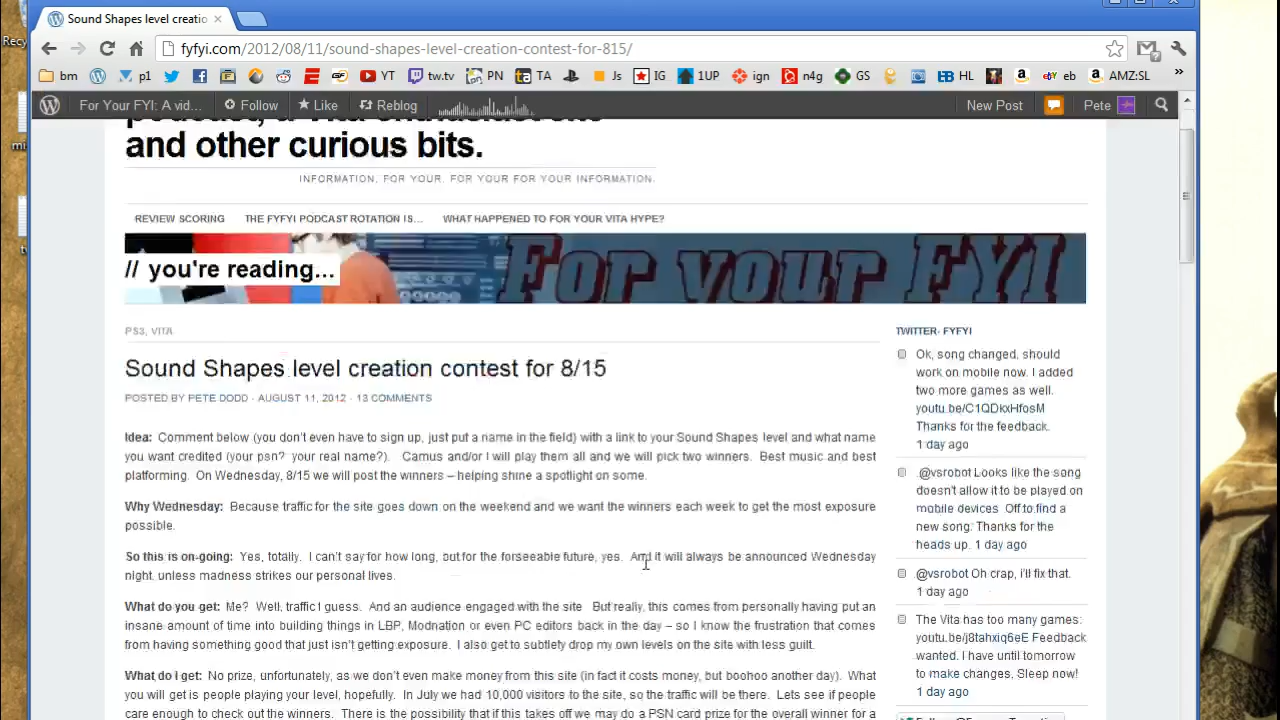 Sound Shapes level creatio
fyfyi.com/2012/08/11/sound-shapes-level-creation-contest-for-815/
bm p1 YT tw.tv PN TA Js IG 1UP ign n4g GS HL eb AMZ:SL »
For Your FYI: A vid... Follow Like Reblog New Post Pete
and other curious bits.
INFORMATION, FOR YOUR. FOR YOUR FOR YOUR INFORMATION.
REVIEW SCORING THE FYFYI PODCAST ROTATION IS... WHAT HAPPENED TO FOR YOUR VITA HYPE?
// you're reading...
For your FYI
PS3, VITA
Sound Shapes level creation contest for 8/15
POSTED BY PETE DODD · AUGUST 11, 2012 · 13 COMMENTS
Idea: Comment below (you don't even have to sign up, just put a name in the field) with a link to your Sound Shapes level and what name
you want credited (your psn? your real name?). Camus and/or I will play them all and we will pick two winners. Best music and best
platforming. On Wednesday, 8/15 we will post the winners – helping shine a spotlight on some.
Why Wednesday: Because traffic for the site goes down on the weekend and we want the winners each week to get the most exposure
possible.
So this is on-going: Yes, totally. I can't say for how long, but for the forseeable future, yes. And it will always be announced Wednesday
night, unless madness strikes our personal lives.
What do you get: Me? Well, traffic I guess. And an audience engaged with the site But really, this comes from personally having put an
insane amount of time into building things in LBP, Modnation or even PC editors back in the day – so I know the frustration that comes
from having something good that just isn't getting exposure. I also get to subtlety drop my own levels on the site with less guilt.
What do I get: No prize, unfortunately, as we don't even make money from this site (in fact it costs money, but boohoo another day). What
you will get is people playing your level, hopefully. In July we had 10,000 visitors to the site, so the traffic will be there. Lets see if people
care enough to check out the winners. There is the possibility that if this takes off we may do a PSN card prize for the overall winner for a
TWITTER- FYFYI
Ok, song changed, should
work on mobile now. I added
two more games as well.
youtu.be/C1QDkxHfosM
Thanks for the feedback.
1 day ago
.@vsrobot Looks like the song
doesn't allow it to be played on
mobile devices Off to find a
new song. Thanks for the
heads up. 1 day ago
@vsrobot Oh crap, i'll fix that.
1 day ago
The Vita has too many games:
youtu.be/j8tahxiq6eE Feedback
wanted. I have until tomorrow
to make changes. Sleep now!
1 day ago